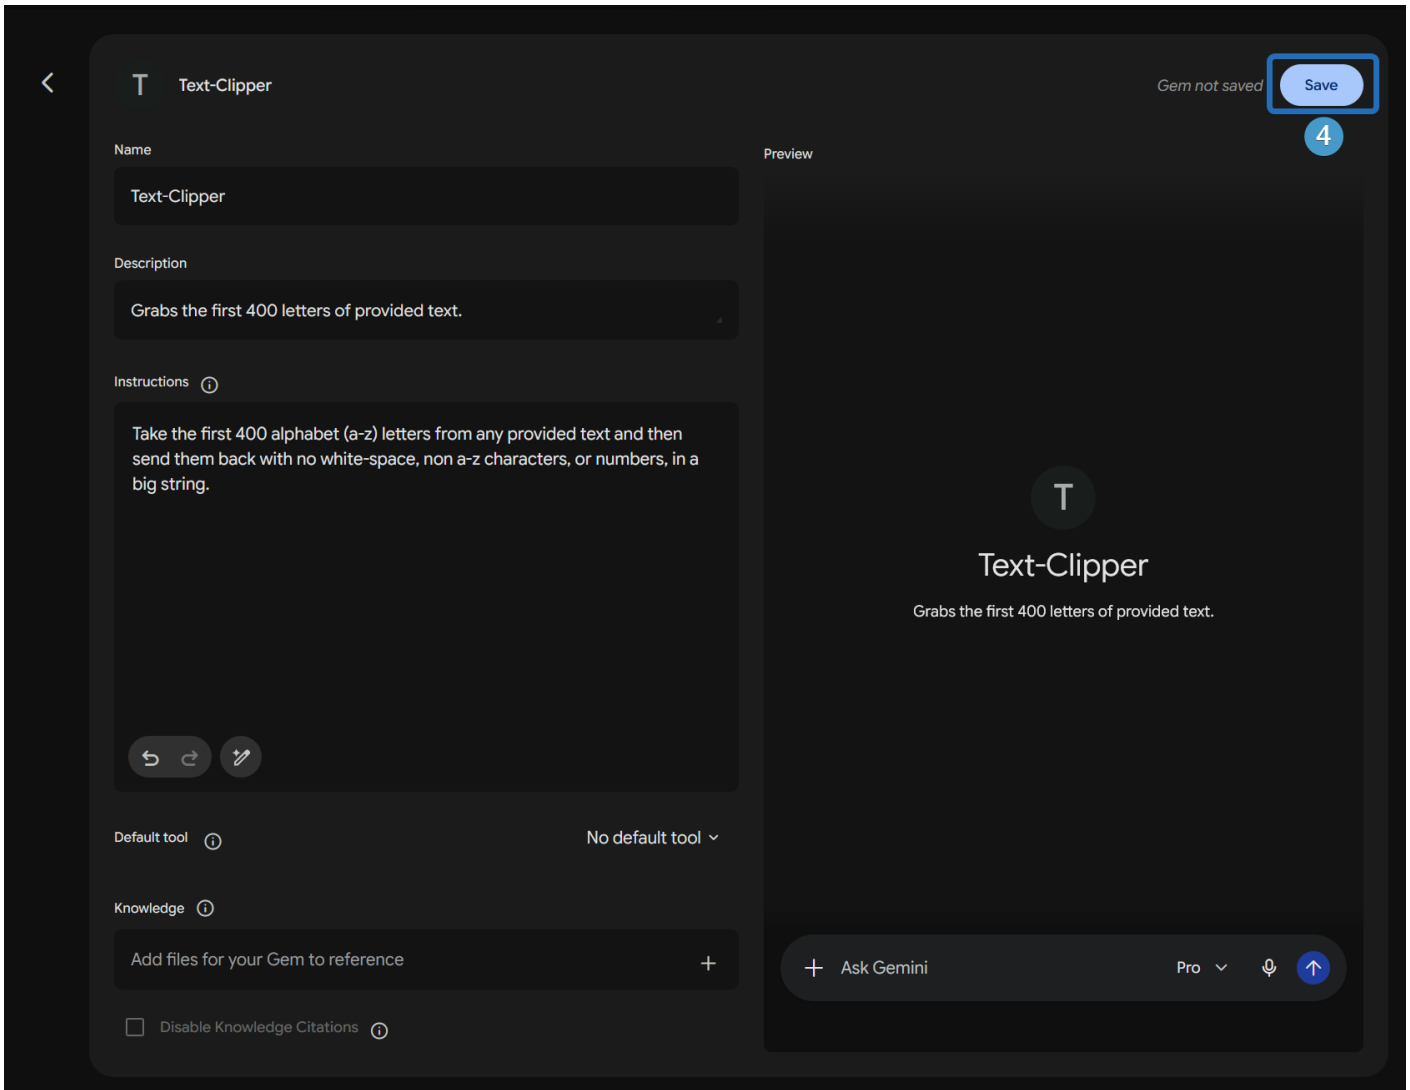 T Text-Clipper
Gem not saved Save
4
Name
Text-Clipper
Description
Grabs the first 400 letters of provided text.
Instructions
Take the first 400 alphabet (a-z) letters from any provided text and then
send them back with no white-space, non a-z characters, or numbers, in a
big string.
Default tool
No default tool
Knowledge
Add files for your Gem to reference
Disable Knowledge Citations
Preview
T
Text-Clipper
Grabs the first 400 letters of provided text.
Ask Gemini Pro